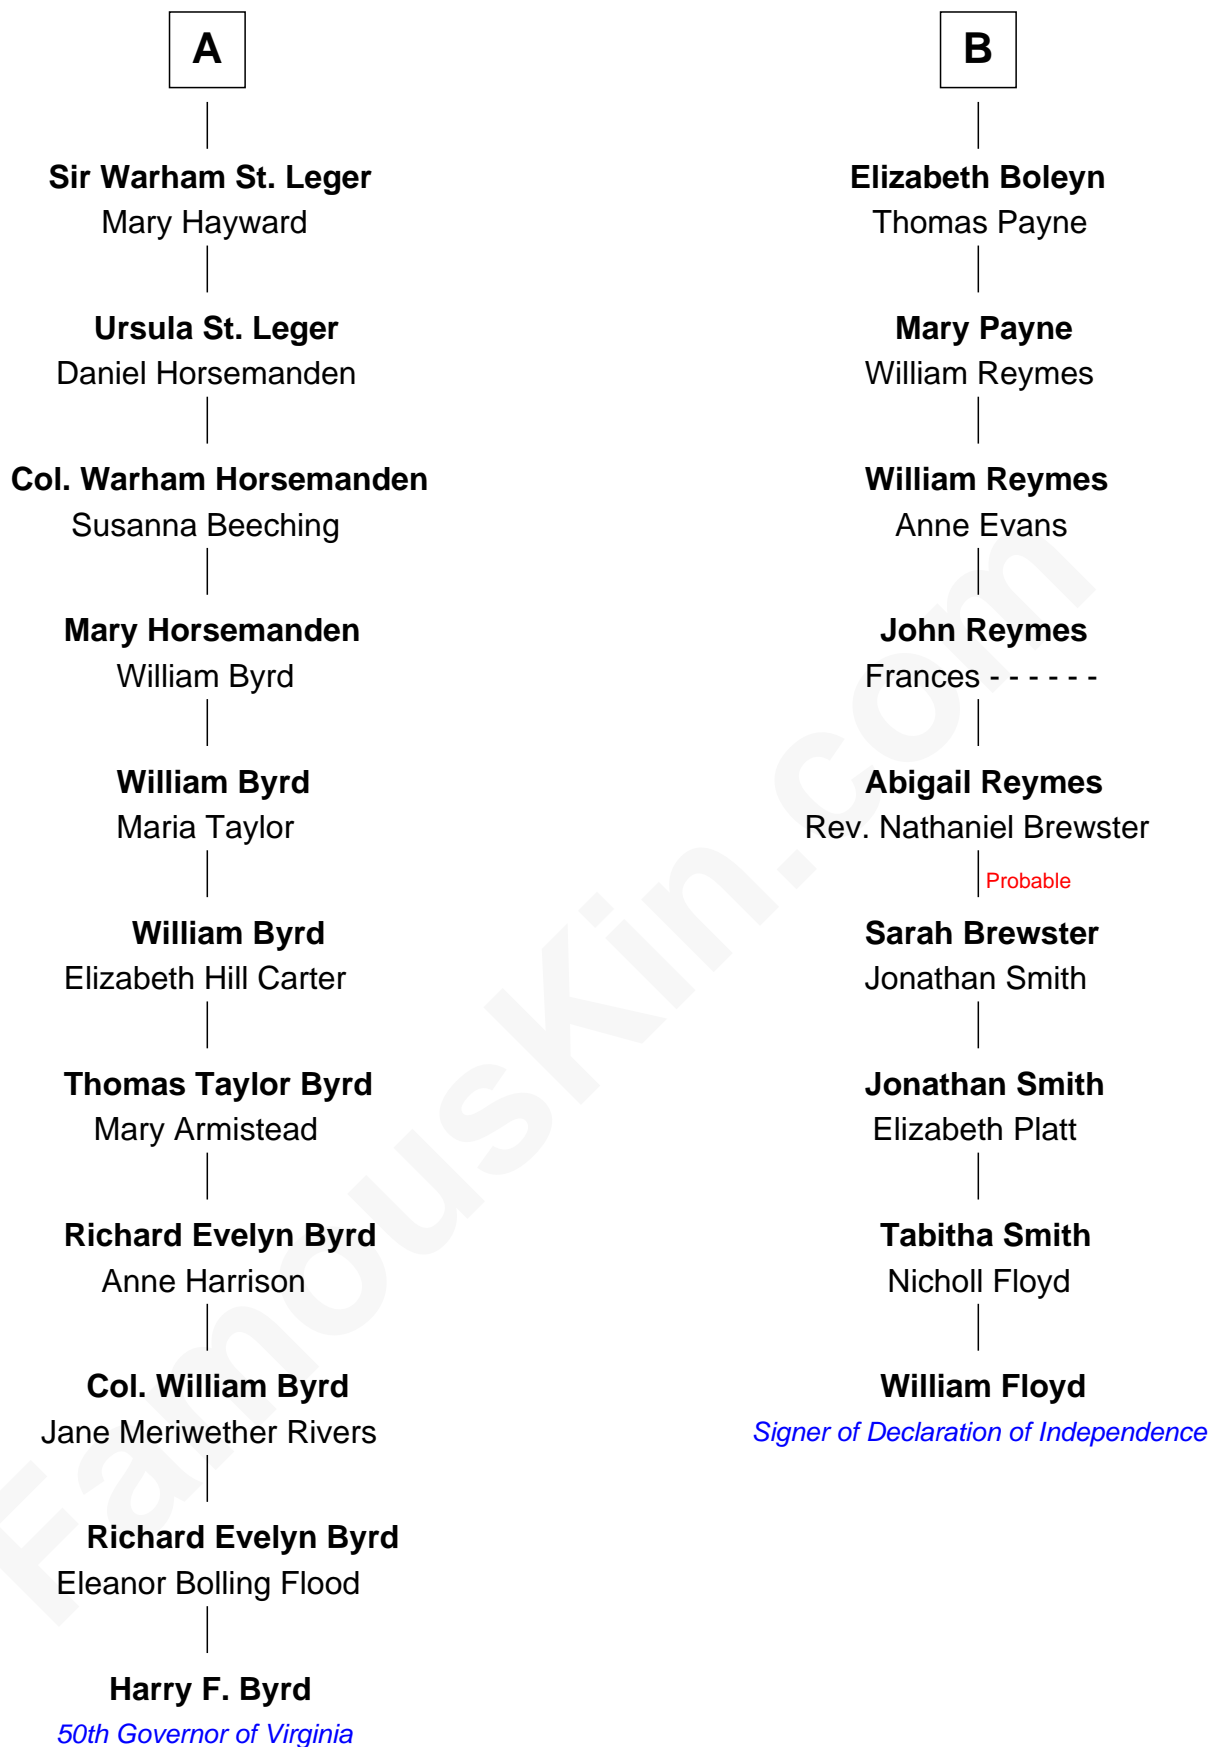 A
Sir Warham St. Leger
Mary Hayward
Ursula St. Leger
Daniel Horsemanden
Col. Warham Horsemanden
Susanna Beeching
Mary Horsemanden
William Byrd
William Byrd
Maria Taylor
William Byrd
Elizabeth Hill Carter
Thomas Taylor Byrd
Mary Armistead
Richard Evelyn Byrd
Anne Harrison
Col. William Byrd
Jane Meriwether Rivers
Richard Evelyn Byrd
Eleanor Bolling Flood
Harry F. Byrd
50th Governor of Virginia
B
Elizabeth Boleyn
Thomas Payne
Mary Payne
William Reymes
William Reymes
Anne Evans
John Reymes
Frances - - - - - -
Abigail Reymes
Rev. Nathaniel Brewster
Probable
Sarah Brewster
Jonathan Smith
Jonathan Smith
Elizabeth Platt
Tabitha Smith
Nicholl Floyd
William Floyd
Signer of Declaration of Independence
FamousKin.com